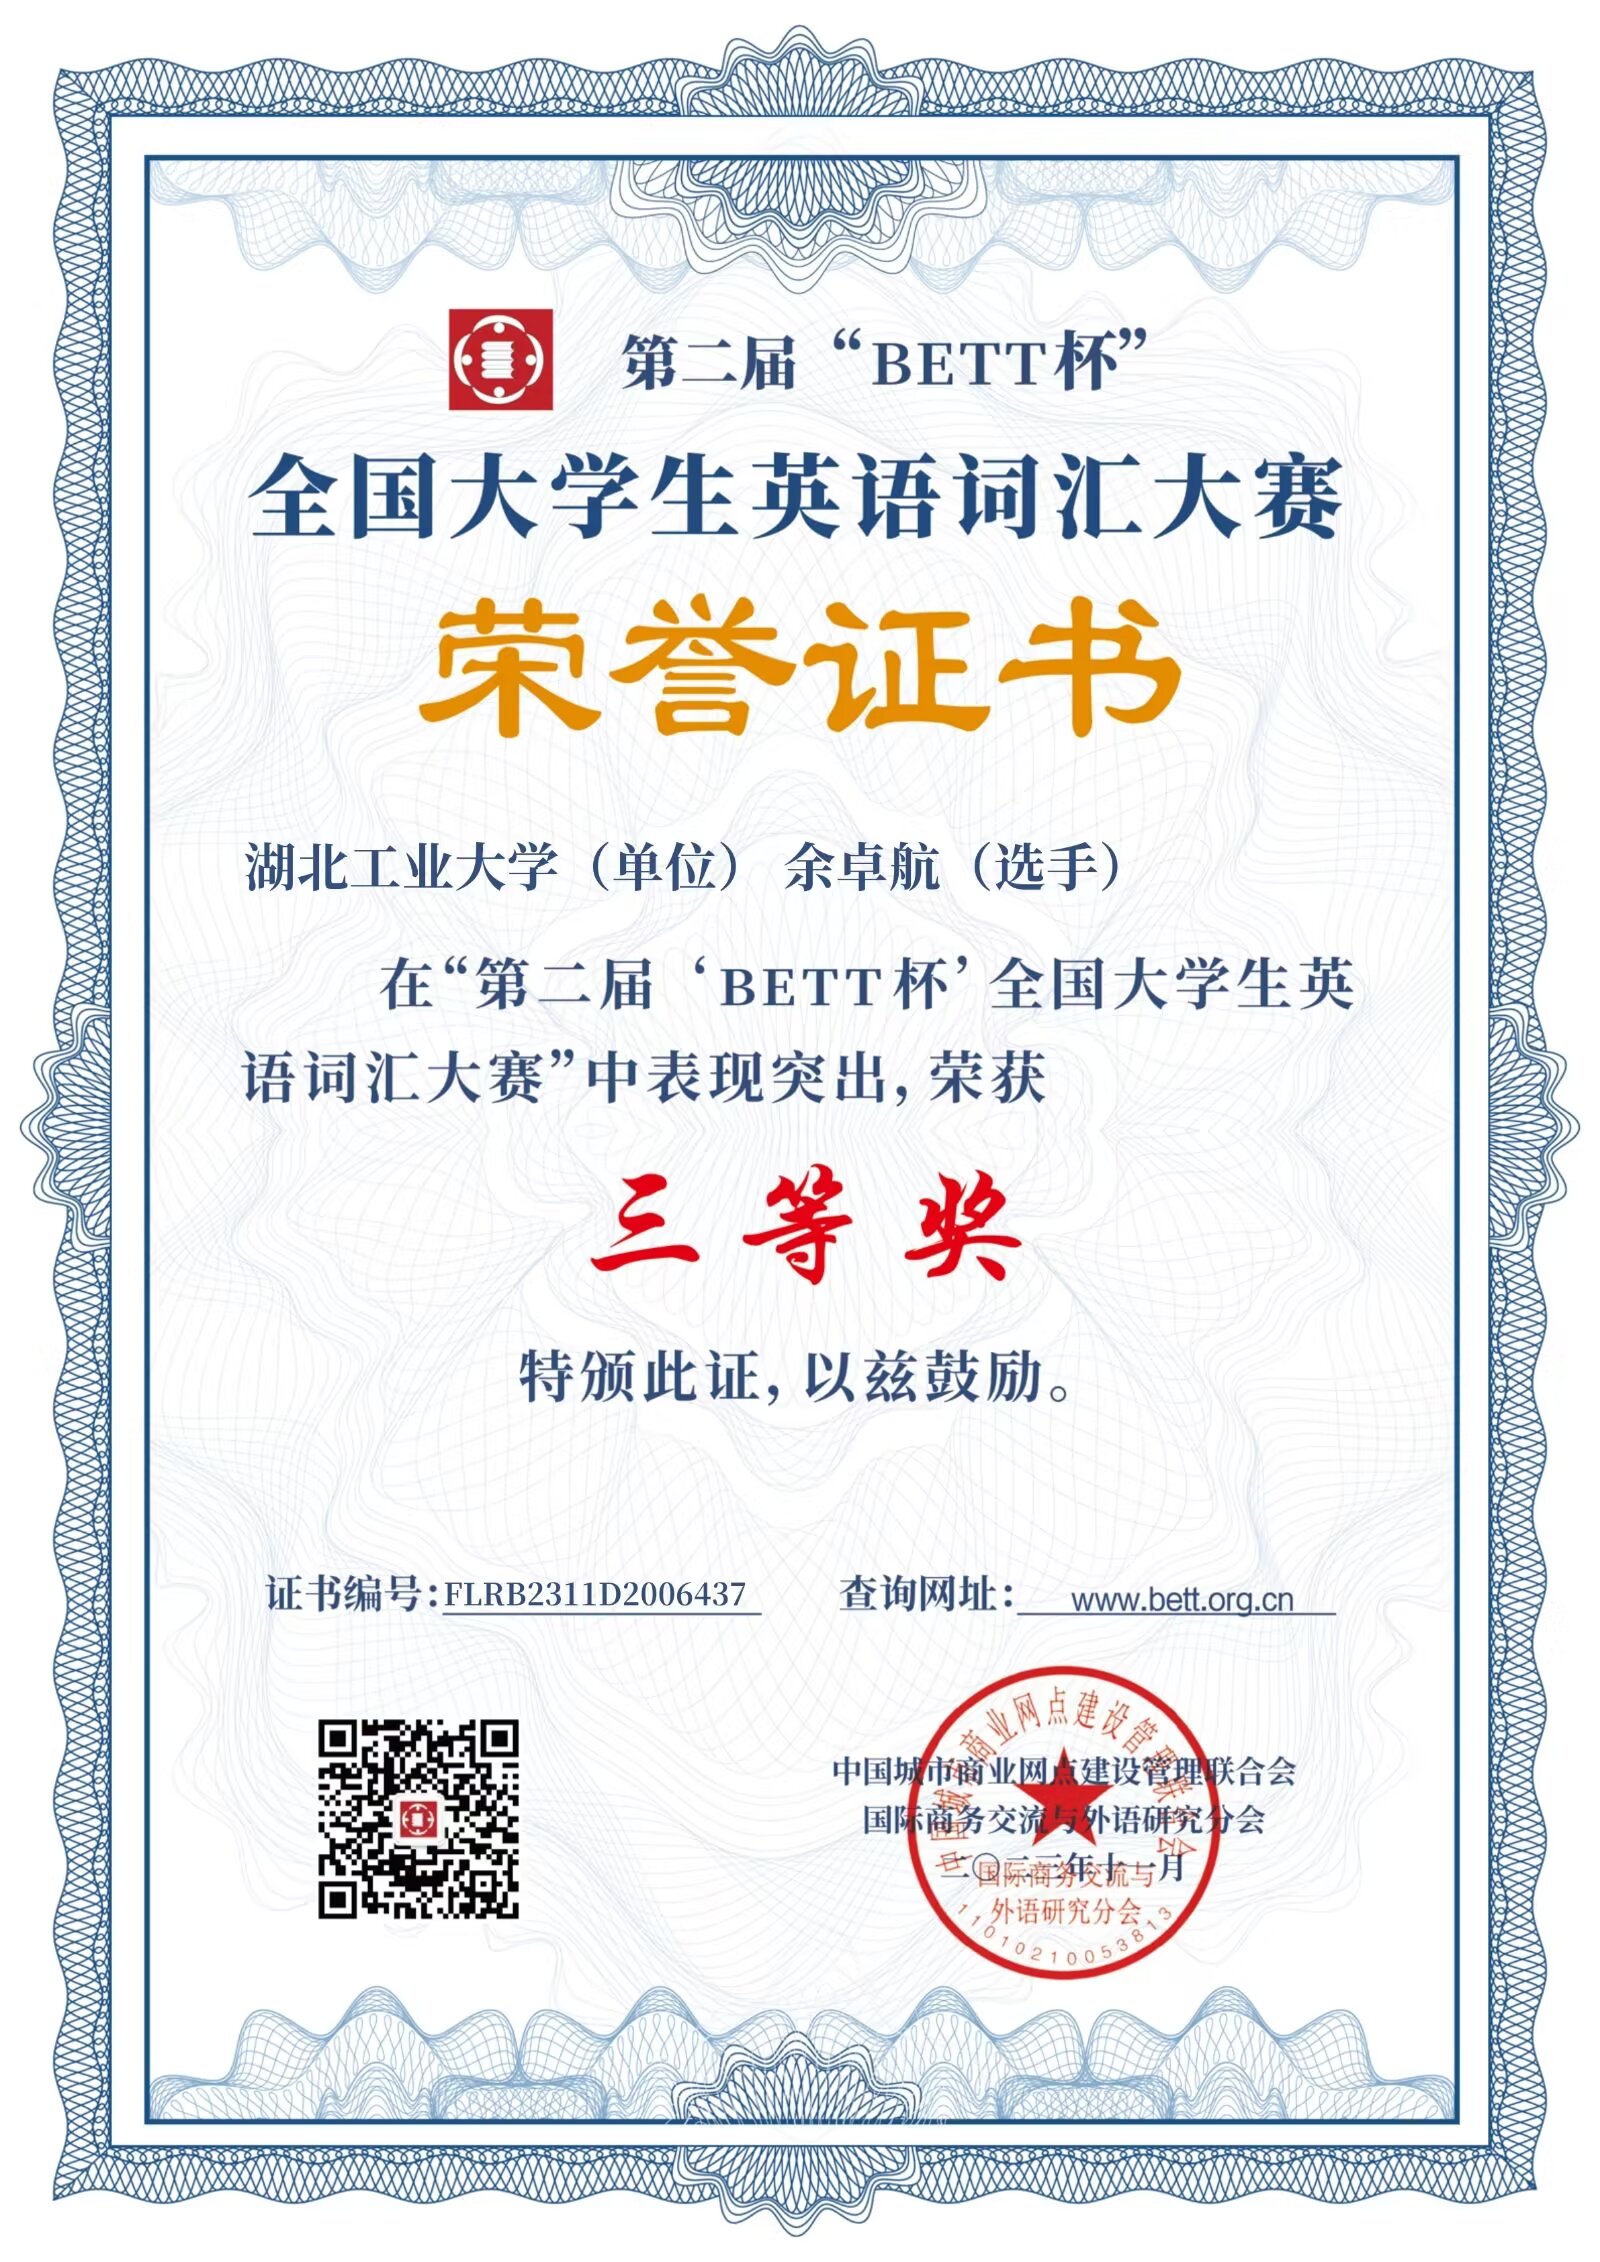 第二届“BETT杯”
全国大学生英语词汇大赛
荣誉证书
湖北工业大学（单位） 余卓航（选手）
在“第二届‘BETT杯’全国大学生英
语词汇大赛”中表现突出，荣获
三等奖
特颁此证，以兹鼓励。
证书编号：FLRB2311D2006437 查询网址：www.bett.org.cn
中国城市商业网点建设管理联合会
国际商务交流与外语研究分会
二〇二三年十一月
中国城市商业网点建设管理联合会
国际商务交流与
外语研究分会
11010210053813